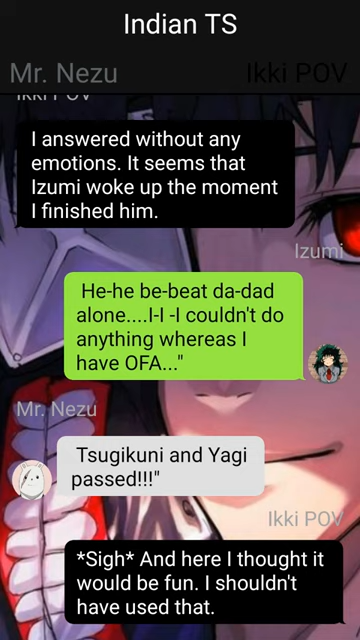 Indian TS
Mr. Nezu
Ikki POV
Ikki POV
I answered without any
emotions. It seems that
Izumi woke up the moment
I finished him.
Izumi
He-he be-beat da-dad
alone....I-I -I couldn't do
anything whereas I
have OFA..."
Mr. Nezu
Tsugikuni and Yagi
passed!!!"
Ikki POV
*Sigh* And here I thought it
would be fun. I shouldn't
have used that.